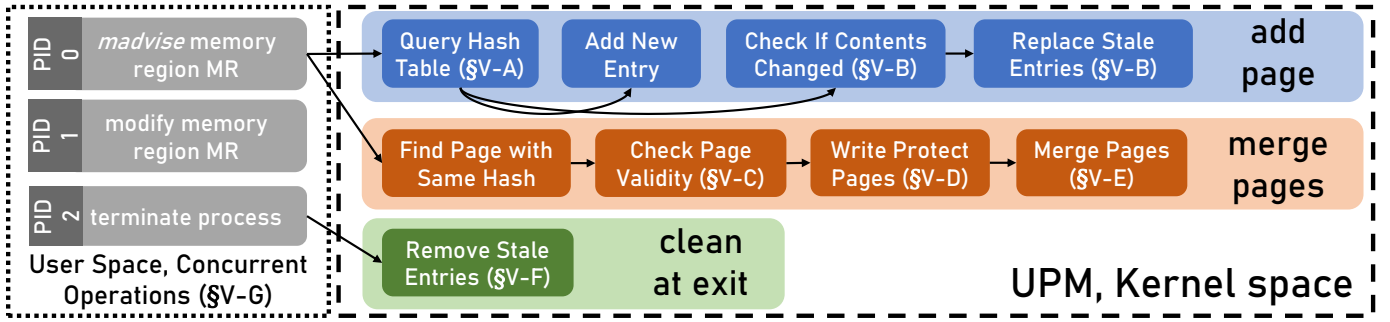 PID
0
madvise memory
region MR
PID
1
modify memory
region MR
PID
2
terminate process
User Space, Concurrent
Operations (§V-G)
Query Hash
Table (§V-A)
Add New
Entry
Check If Contents
Changed (§V-B)
Replace Stale
Entries (§V-B)
add
page
Find Page with
Same Hash
Check Page
Validity (§V-C)
Write Protect
Pages (§V-D)
Merge Pages
(§V-E)
merge
pages
Remove Stale
Entries (§V-F)
clean
at exit
UPM, Kernel space